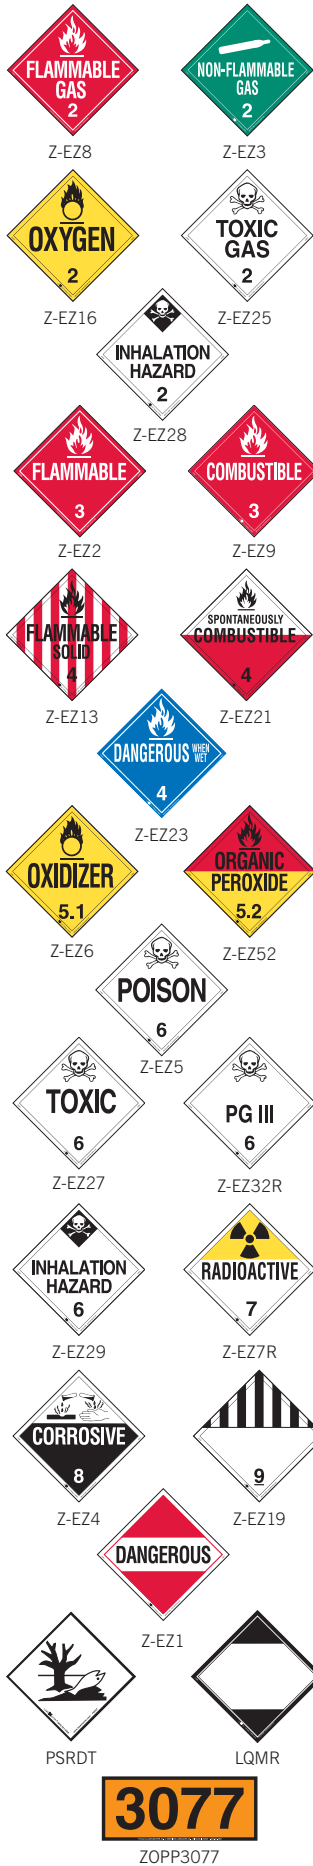 FLAMMABLE
GAS
2
Z-EZ8
NON-FLAMMABLE
GAS
2
Z-EZ3
OXYGEN
2
Z-EZ16
TOXIC
GAS
2
Z-EZ25
INHALATION
HAZARD
2
Z-EZ28
FLAMMABLE
3
Z-EZ2
COMBUSTIBLE
3
Z-EZ9
FLAMMABLE
SOLID
4
Z-EZ13
SPONTANEOUSLY
COMBUSTIBLE
4
Z-EZ21
DANGEROUS WHEN WET
4
Z-EZ23
OXIDIZER
5.1
Z-EZ6
ORGANIC
PEROXIDE
5.2
Z-EZ52
POISON
6
Z-EZ5
TOXIC
6
Z-EZ27
PG III
6
Z-EZ32R
INHALATION
HAZARD
6
Z-EZ29
RADIOACTIVE
7
Z-EZ7R
CORROSIVE
8
Z-EZ4
9
Z-EZ19
DANGEROUS
Z-EZ1
PSRDT
LQMR
3077
ZOPP3077